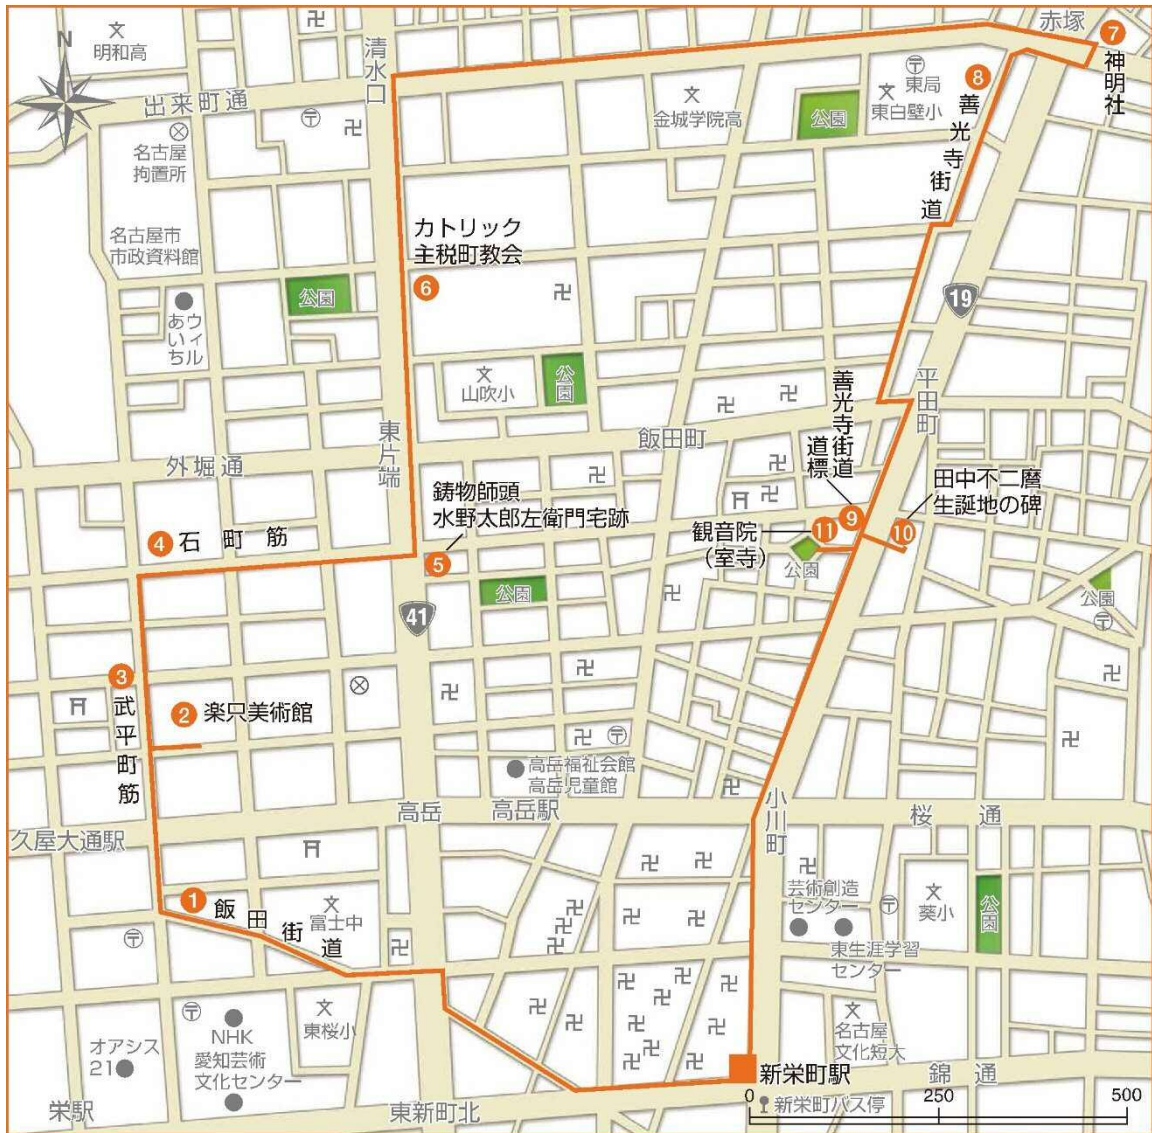 赤塚
7
文
明和高
N
清水口
8
東局
文
東白壁小
神明社
出来町通
名古屋
拘置所
文
金城学院高
公園
善光寺街道
名古屋市
市政資料館
カトリック
主税町教会
6
公園
19
ウィル
あいち
文
山吹小
公園
善光寺街道
道標
平田町
東片端
飯田町
外堀通
鋳物師頭
水野太郎左衛門宅跡
田中不二麿
生誕地の碑
4
石町筋
5
観音院
(室寺)
11
9
10
公園
公園
公園
41
3
武平町筋
2
楽只美術館
高岳福祉会館
高岳児童館
高岳
高岳駅
小川町
桜通
久屋大通駅
1
飯田街道
文
富士中
芸術創造
センター
文
葵小
公園
東生涯学習
センター
文
東桜小
NHK
愛知芸術
文化センター
オアシス
21
文
名古屋
文化短大
新栄町駅
錦通
栄駅
東新町北
新栄町バス停
0
250
500